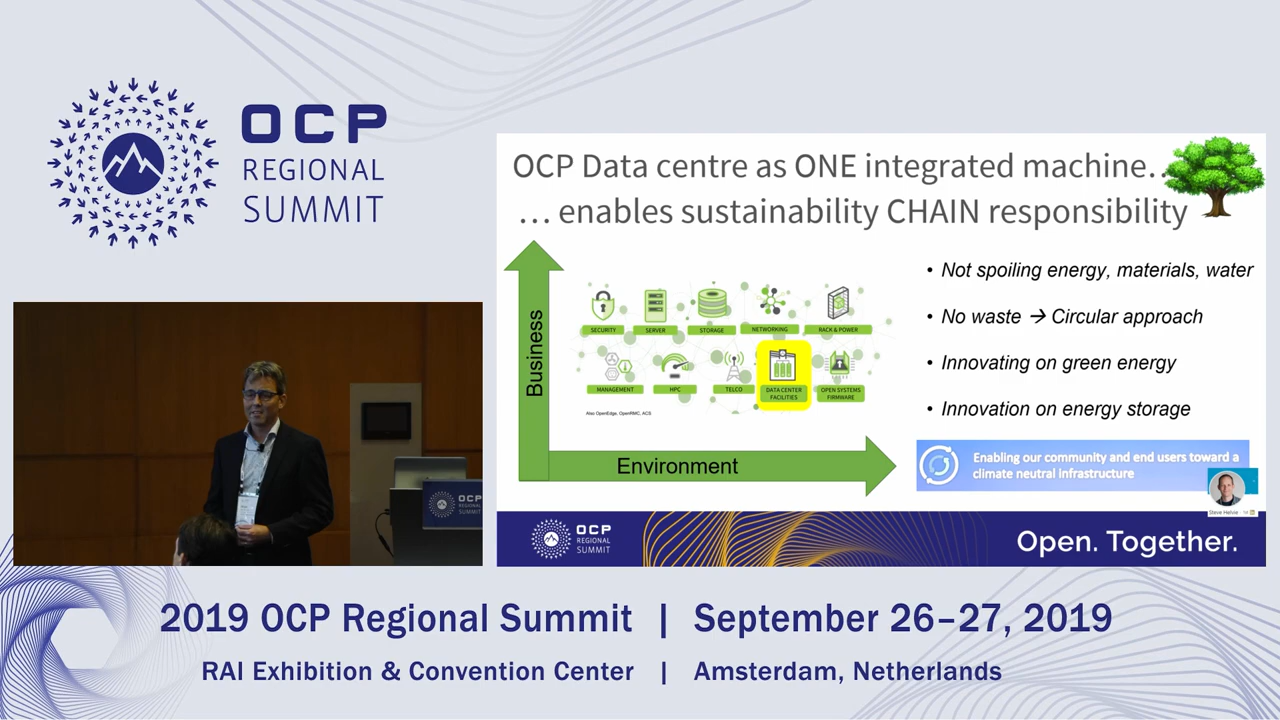 OCP
REGIONAL
SUMMIT
OCP Data centre as ONE integrated machine…
… enables sustainability CHAIN responsibility
Business
SECURITY
SERVER
STORAGE
NETWORKING
RACK & POWER
MANAGEMENT
HPC
TELCO
DATA CENTER
FACILITIES
OPEN SYSTEMS
FIRMWARE
Also OpenEdge, OpenRMC, ACS
Environment
• Not spoiling energy, materials, water
• No waste → Circular approach
• Innovating on green energy
• Innovation on energy storage
Enabling our community and end users toward a
climate neutral infrastructure
Steve Helvie
OCP
REGIONAL
SUMMIT
Open. Together.
OCP
REGIONAL
SUMMIT
2019 OCP Regional Summit | September 26–27, 2019
RAI Exhibition & Convention Center | Amsterdam, Netherlands